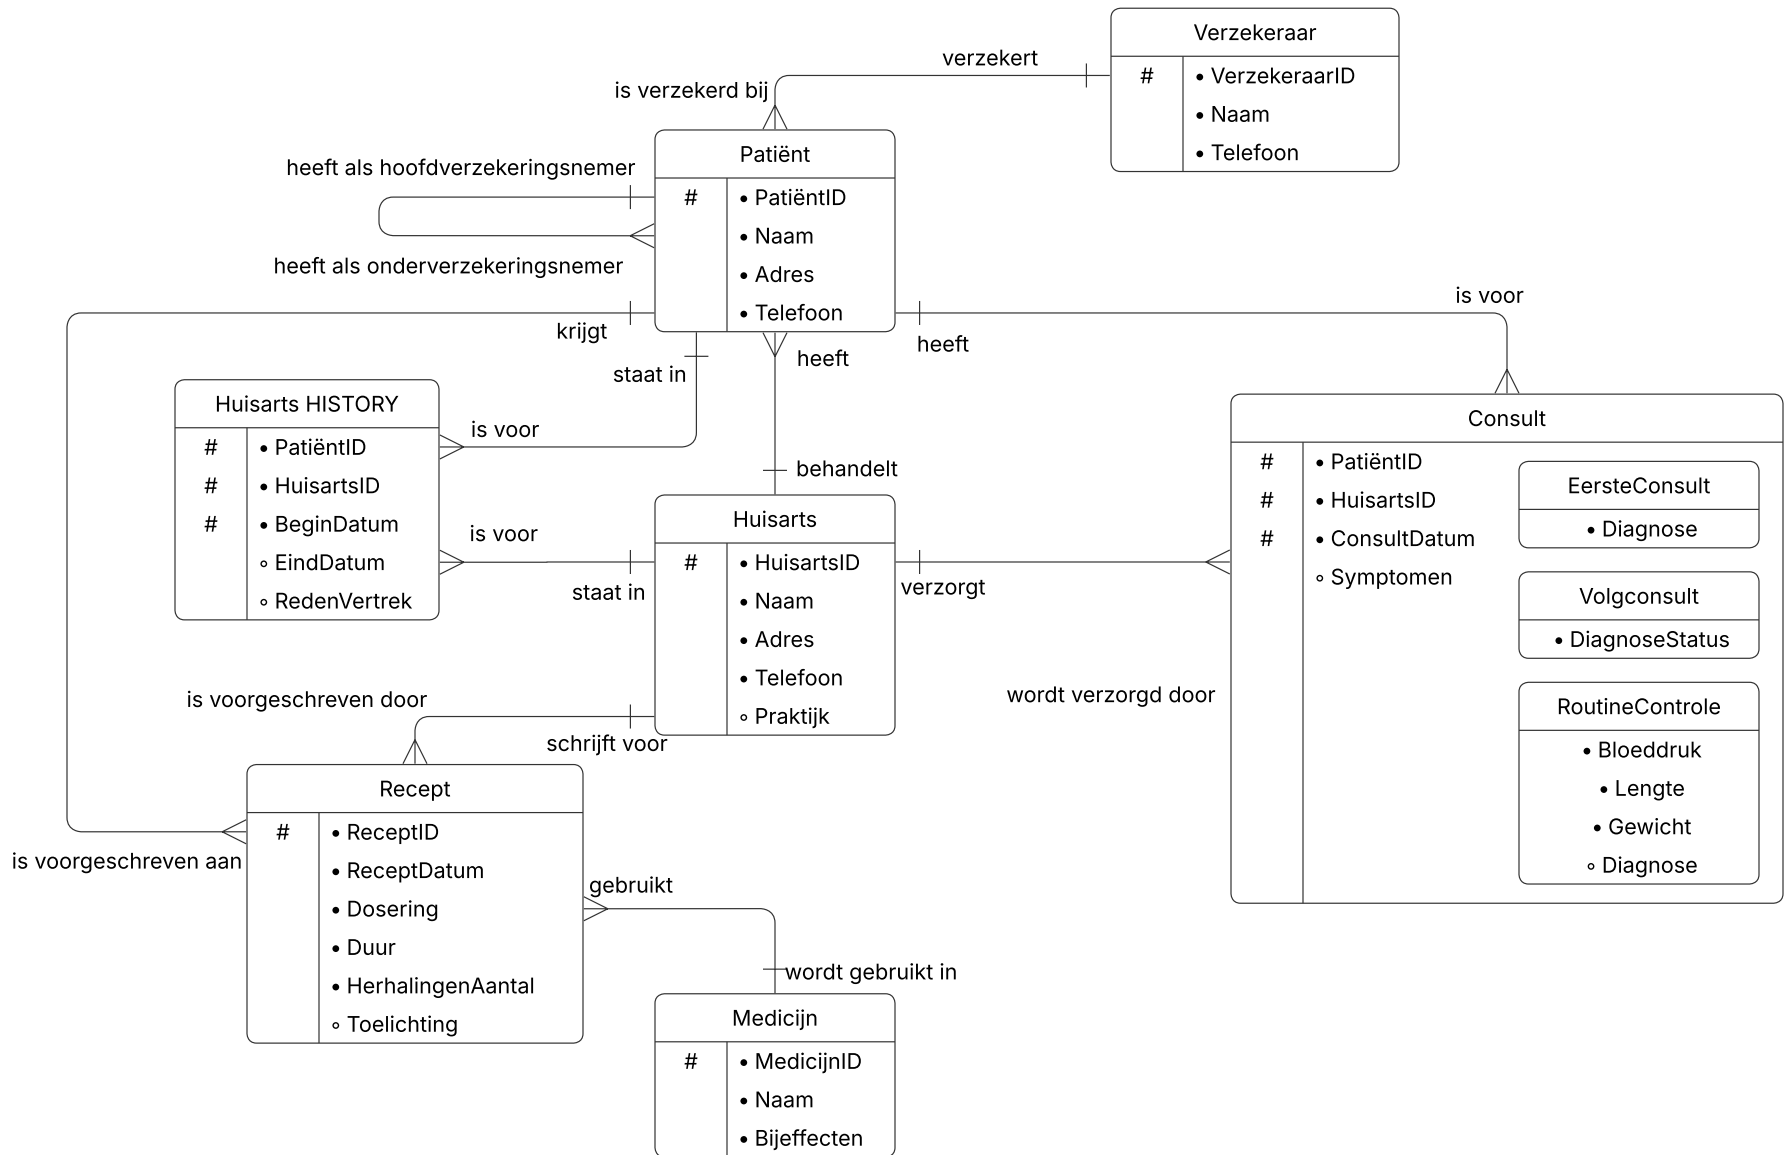 Verzekeraar
# • VerzekeraarID
• Naam
• Telefoon
verzekert
is verzekerd bij
Patiënt
# • PatiëntID
• Naam
• Adres
• Telefoon
heeft als hoofdverzekeringsnemer
heeft als onderverzekeringsnemer
krijgt
staat in
heeft
heeft
is voor
Huisarts HISTORY
# • PatiëntID
# • HuisartsID
# • BeginDatum
◦ EindDatum
◦ RedenVertrek
is voor
behandelt
is voor
staat in
Huisarts
# • HuisartsID
• Naam
• Adres
• Telefoon
◦ Praktijk
verzorgt
wordt verzorgd door
Consult
# • PatiëntID
# • HuisartsID
# • ConsultDatum
◦ Symptomen
EersteConsult
• Diagnose
Volgconsult
• DiagnoseStatus
RoutineControle
• Bloeddruk
• Lengte
• Gewicht
◦ Diagnose
is voorgeschreven door
schrijft voor
is voorgeschreven aan
Recept
# • ReceptID
• ReceptDatum
• Dosering
• Duur
• HerhalingenAantal
◦ Toelichting
gebruikt
wordt gebruikt in
Medicijn
# • MedicijnID
• Naam
• Bijeffecten